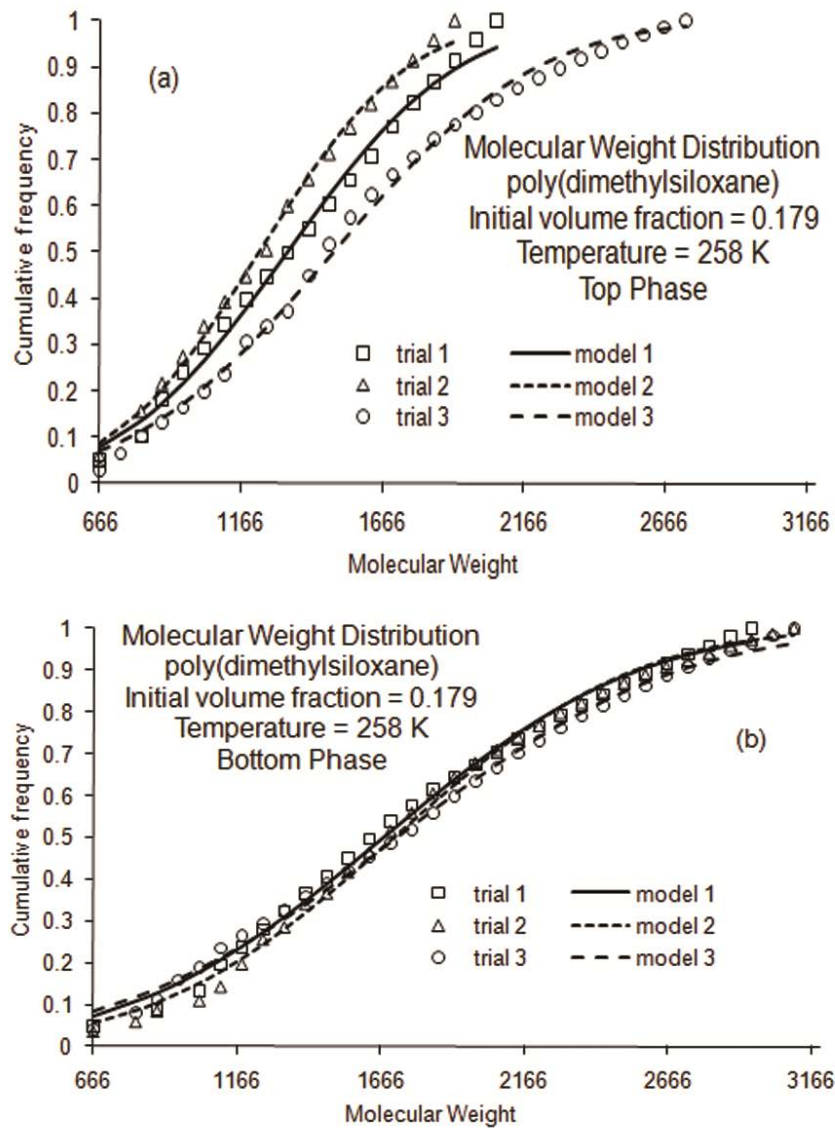 1
0.9
0.8
0.7
0.6
0.5
0.4
0.3
0.2
0.1
0
Cumulative frequency
(a)
Molecular Weight Distribution
poly(dimethylsiloxane)
Initial volume fraction = 0.179
Temperature = 258 K
Top Phase
trial 1 model 1
trial 2 model 2
trial 3 model 3
666 1166 1666 2166 2666 3166
Molecular Weight
1
0.9
0.8
0.7
0.6
0.5
0.4
0.3
0.2
0.1
0
Cumulative frequency
Molecular Weight Distribution
poly(dimethylsiloxane)
Initial volume fraction = 0.179
Temperature = 258 K
Bottom Phase
(b)
trial 1 model 1
trial 2 model 2
trial 3 model 3
666 1166 1666 2166 2666 3166
Molecular Weight